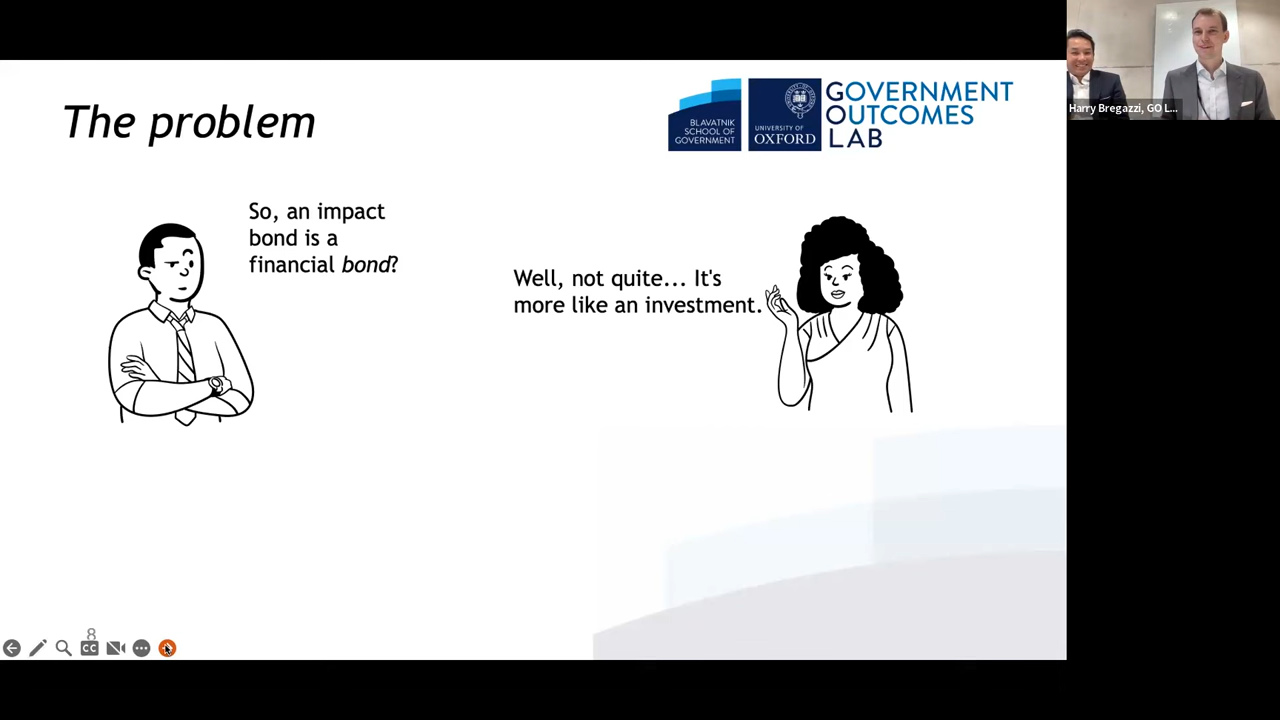 The problem
BLAVATNIK
SCHOOL OF
GOVERNMENT
UNIVERSITY OF
OXFORD
GOVERNMENT
OUTCOMES
LAB
So, an impact
bond is a
financial bond?
Well, not quite... It's
more like an investment.
Harry Bregazzi, GO L...
8
CC